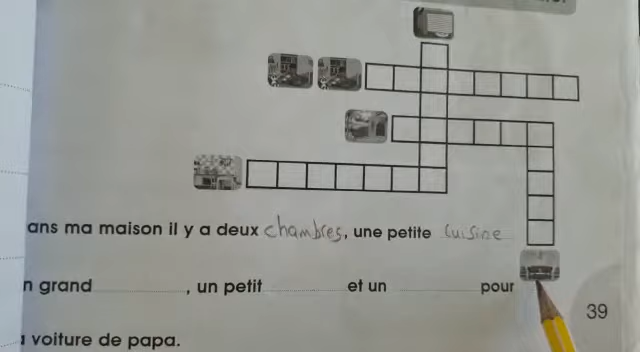 ans ma maison il y a deux chambres, une petite cuisine
n grand ............ , un petit ............ et un ............ pour
a voiture de papa.
39